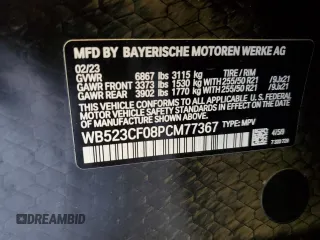 MFD BY BAYERISCHE MOTOREN WERKE AG
02/23 TIRE / RIM
GVWR 6867 lbs 3115 kg
GAWR FRONT 3373 lbs 1530 kg 255/50 R21 / 9Jx21
GAWR REAR 3902 lbs 1770 kg 255/50 R21 / 9Jx21
THIS VEHICLE CONFORMS TO ALL APPLICABLE
FEDERAL MOTOR VEHICLE SAFETY STANDARDS IN EFFECT
ON THE DATE OF MANUFACTURE SHOWN ABOVE.
WB523CF08PCM77367 TYPE: MPV
DREAMBID